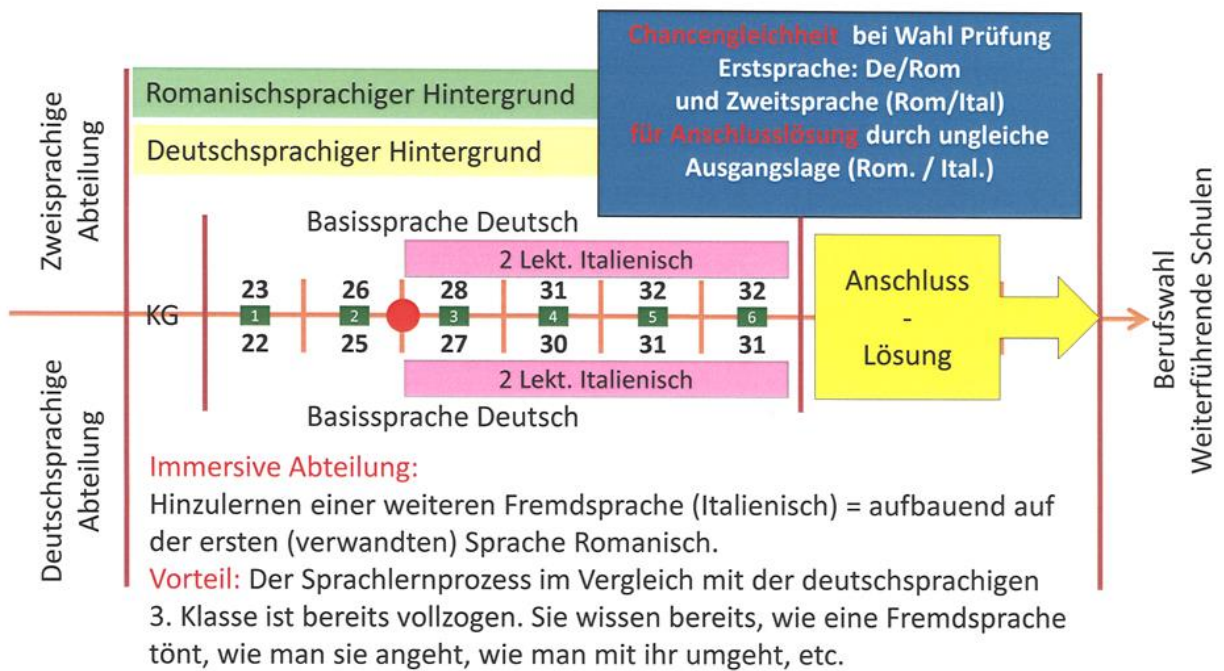 Chancengleichheit bei Wahl Prüfung
Erstsprache: De/Rom
und Zweitsprache (Rom/Ital)
für Anschlusslösung durch ungleiche
Ausgangslage (Rom. / Ital.)
Zweisprachige
Abteilung
Romanischsprachiger Hintergrund
Deutschsprachiger Hintergrund
Basissprache Deutsch
2 Lekt. Italienisch
23 26 28 31 32 32
KG 1 2 3 4 5 6
22 25 27 30 31 31
2 Lekt. Italienisch
Basissprache Deutsch
Anschluss
-
Lösung
Berufswahl
Weiterführende Schulen
Deutschsprachige
Abteilung
Immersive Abteilung:
Hinzulernen einer weiteren Fremdsprache (Italienisch) = aufbauend auf
der ersten (verwandten) Sprache Romanisch.
Vorteil: Der Sprachlernprozess im Vergleich mit der deutschsprachigen
3. Klasse ist bereits vollzogen. Sie wissen bereits, wie eine Fremdsprache
tönt, wie man sie angeht, wie man mit ihr umgeht, etc.